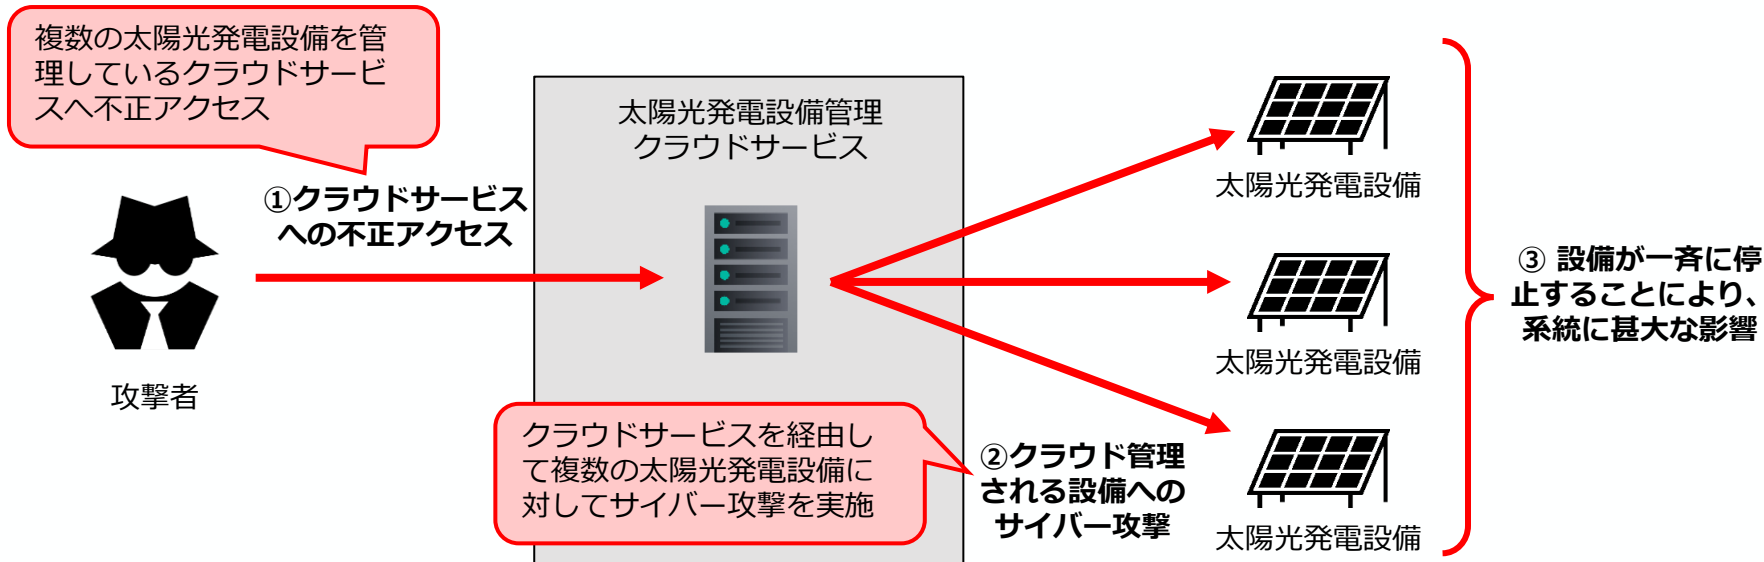 複数の太陽光発電設備を管
理しているクラウドサービ
スへ不正アクセス
①クラウドサービス
への不正アクセス
攻撃者
太陽光発電設備管理
クラウドサービス
クラウドサービスを経由し
て複数の太陽光発電設備に
対してサイバー攻撃を実施
②クラウド管理
される設備への
サイバー攻撃
太陽光発電設備
太陽光発電設備
太陽光発電設備
③ 設備が一斉に停
止することにより、
系統に甚大な影響